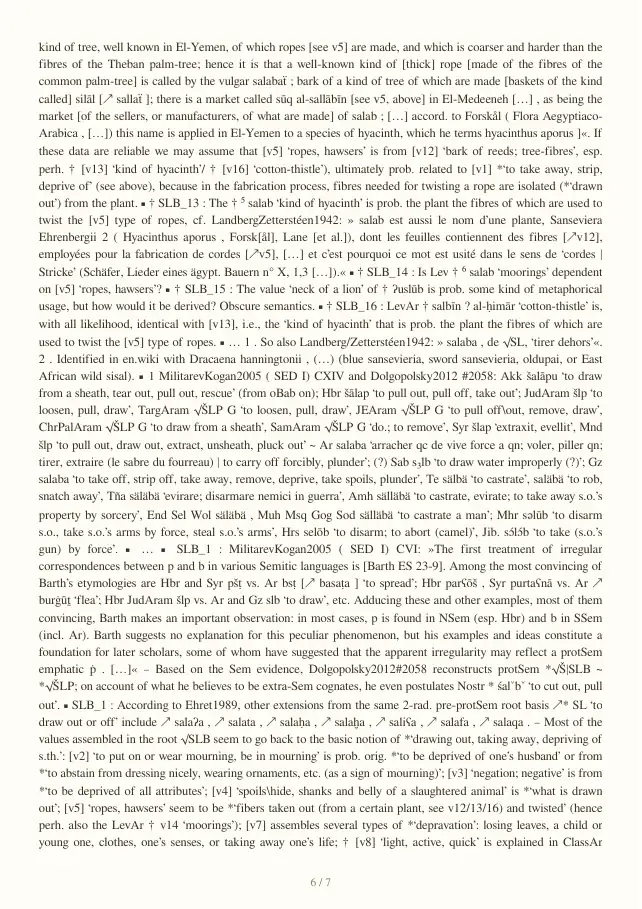 kind of tree, well known in El-Yemen, of which ropes [see v5] are made, and which is coarser and harder than the
fibres of the Theban palm-tree; hence it is that a well-known kind of [thick] rope [made of the fibres of the
common palm-tree] is called by the vulgar salabaẗ ; bark of a kind of tree of which are made [baskets of the kind
called] silāl [↗ sallaẗ ]; there is a market called sūq al-sallābīn [see v5, above] in El-Medeeneh […] , as being the
market [of the sellers, or manufacturers, of what are made] of salab ; […] accord. to Forskål ( Flora Aegyptiaco-
Arabica , […]) this name is applied in El-Yemen to a species of hyacinth, which he terms hyacinthus aporus ]«. If
these data are reliable we may assume that [v5] ‘ropes, hawsers’ is from [v12] ‘bark of reeds; tree-fibres’, esp.
perh. † [v13] ‘kind of hyacinth’/ † [v16] ‘cotton-thistle’), ultimately prob. related to [v1] *‘to take away, strip,
deprive of’ (see above), because in the fabrication process, fibres needed for twisting a rope are isolated (*‘drawn
out’) from the plant. ▪ † SLB_13 : The † ⁵ salab ‘kind of hyacinth’ is prob. the plant the fibres of which are used to
twist the [v5] type of ropes, cf. LandbergZetterstéen1942: » salab est aussi le nom d’une plante, Sanseviera
Ehrenbergii 2 ( Hyacinthus aporus , Forsk[ål], Lane [et al.]), dont les feuilles contiennent des fibres [↗v12],
employées pour la fabrication de cordes [↗v5], […] et c’est pourquoi ce mot est usité dans le sens de ‘cordes |
Stricke’ (Schäfer, Lieder eines ägypt. Bauern n° X, 1,3 […]).« ▪ † SLB_14 : Is Lev † ⁶ salab ‘moorings’ dependent
on [v5] ‘ropes, hawsers’? ▪ † SLB_15 : The value ‘neck of a lion’ of † ʔuslūb is prob. some kind of metaphorical
usage, but how would it be derived? Obscure semantics. ▪ † SLB_16 : LevAr † salbīn ? al-ḥimār ‘cotton-thistle’ is,
with all likelihood, identical with [v13], i.e., the ‘kind of hyacinth’ that is prob. the plant the fibres of which are
used to twist the [v5] type of ropes. ▪ … 1 . So also Landberg/Zetterstéen1942: » salaba , de √SL, ‘tirer dehors’«.
2 . Identified in en.wiki with Dracaena hanningtonii , (…) (blue sansevieria, sword sansevieria, oldupai, or East
African wild sisal). ▪ 1 MilitarevKogan2005 ( SED I) CXIV and Dolgopolsky2012 #2058: Akk šalāpu ‘to draw
from a sheath, tear out, pull out, rescue’ (from oBab on); Hbr šālap ‘to pull out, pull off, take out’; JudAram šlp ‘to
loosen, pull, draw’, TargAram √ŠLP G ‘to loosen, pull, draw’, JEAram √ŠLP G ‘to pull off\out, remove, draw’,
ChrPalAram √ŠLP G ‘to draw from a sheath’, SamAram √ŠLP G ‘do.; to remove’, Syr šlap ‘extraxit, evellit’, Mnd
šlp ‘to pull out, draw out, extract, unsheath, pluck out’ ~ Ar salaba ‘arracher qc de vive force a qn; voler, piller qn;
tirer, extraire (le sabre du fourreau) | to carry off forcibly, plunder’; (?) Sab s₃lb ‘to draw water improperly (?)’; Gz
salaba ‘to take off, strip off, take away, remove, deprive, take spoils, plunder’, Te sälbä ‘to castrate’, saläbä ‘to rob,
snatch away’, Tña säläbä ‘evirare; disarmare nemici in guerra’, Amh sälläbä ‘to castrate, evirate; to take away s.o.’s
property by sorcery’, End Sel Wol säläbä , Muh Msq Gog Sod sälläbä ‘to castrate a man’; Mhr səlūb ‘to disarm
s.o., to take s.o.’s arms by force, steal s.o.’s arms’, Hrs selōb ‘to disarm; to abort (camel)’, Jib. sɔ́lɔ́b ‘to take (s.o.’s
gun) by force’. ▪ … ▪ SLB_1 : MilitarevKogan2005 ( SED I) CVI: »The first treatment of irregular
correspondences between p and b in various Semitic languages is [Barth ES 23-9]. Among the most convincing of
Barth’s etymologies are Hbr and Syr pšṭ vs. Ar bsṭ [↗ basaṭa ] ‘to spread’; Hbr parʕōš , Syr purtaʕnā vs. Ar ↗
burġūṯ ‘flea’; Hbr JudAram šlp vs. Ar and Gz slb ‘to draw’, etc. Adducing these and other examples, most of them
convincing, Barth makes an important observation: in most cases, p is found in NSem (esp. Hbr) and b in SSem
(incl. Ar). Barth suggests no explanation for this peculiar phenomenon, but his examples and ideas constitute a
foundation for later scholars, some of whom have suggested that the apparent irregularity may reflect a protSem
emphatic ṗ . […]« – Based on the Sem evidence, Dolgopolsky2012#2058 reconstructs protSem *√Š|SLB ~
*√ŠLP; on account of what he believes to be extra-Sem cognates, he even postulates Nostr * śalˇbˇ ‘to cut out, pull
out’. ▪ SLB_1 : According to Ehret1989, other extensions from the same 2-rad. pre-protSem root basis ↗* SL ‘to
draw out or off’ include ↗ salaʔa , ↗ salata , ↗ salaḥa , ↗ salaḫa , ↗ saliʕa , ↗ salafa , ↗ salaqa . – Most of the
values assembled in the root √SLB seem to go back to the basic notion of *‘drawing out, taking away, depriving of
s.th.’: [v2] ‘to put on or wear mourning, be in mourning’ is prob. orig. *‘to be deprived of one’s husband’ or from
*‘to abstain from dressing nicely, wearing ornaments, etc. (as a sign of mourning)’; [v3] ‘negation; negative’ is from
*‘to be deprived of all attributes’; [v4] ‘spoils\hide, shanks and belly of a slaughtered animal’ is *‘what is drawn
out’; [v5] ‘ropes, hawsers’ seem to be *‘fibers taken out (from a certain plant, see v12/13/16) and twisted’ (hence
perh. also the LevAr † v14 ‘moorings’); [v7] assembles several types of *‘depravation’: losing leaves, a child or
young one, clothes, one’s senses, or taking away one’s life; † [v8] ‘light, active, quick’ is explained in ClassAr
6 / 7